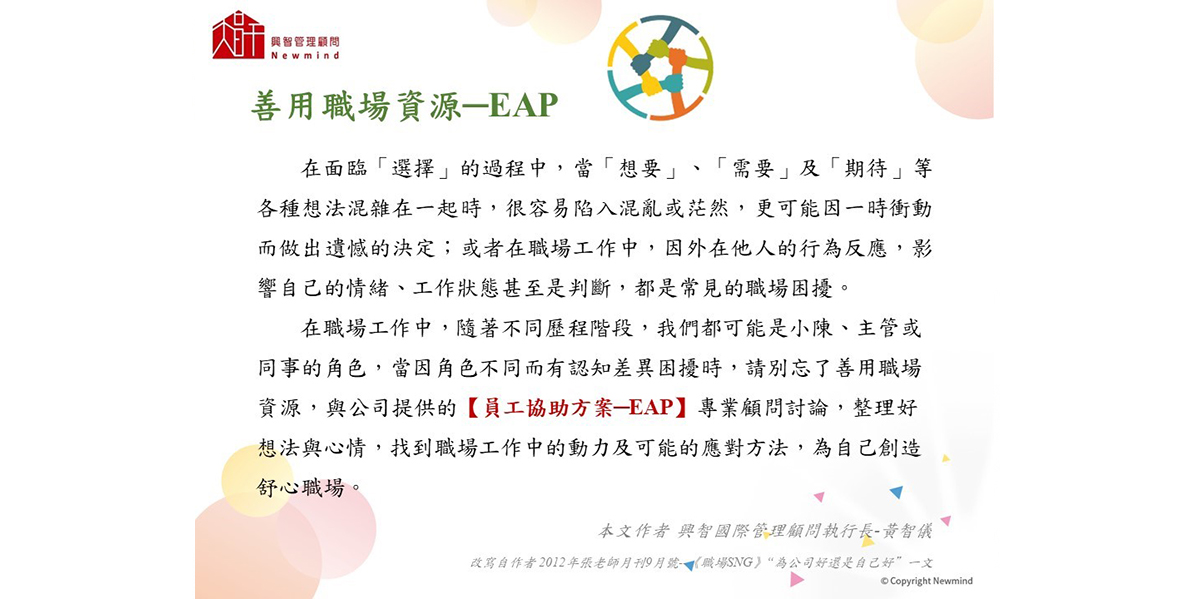 興智管理顧問
Newmind
善用職場資源─EAP
在面臨「選擇」的過程中，當「想要」、「需要」及「期待」等
各種想法混雜在一起時，很容易陷入混亂或茫然，更可能因一時衝動
而做出遺憾的決定；或者在職場工作中，因外在他人的行為反應，影
響自己的情緒、工作狀態甚至是判斷，都是常見的職場困擾。
在職場工作中，隨著不同歷程階段，我們都可能是小陳、主管或
同事的角色，當因角色不同而有認知差異困擾時，請別忘了善用職場
資源，與公司提供的【員工協助方案─EAP】專業顧問討論，整理好
想法與心情，找到職場工作中的動力及可能的應對方法，為自己創造
舒心職場。
本文作者 興智國際管理顧問執行長-黃智儀
改寫自作者 2012年張老師月刊9月號-《職場SNG》“為公司好還是自己好”一文
© Copyright Newmind